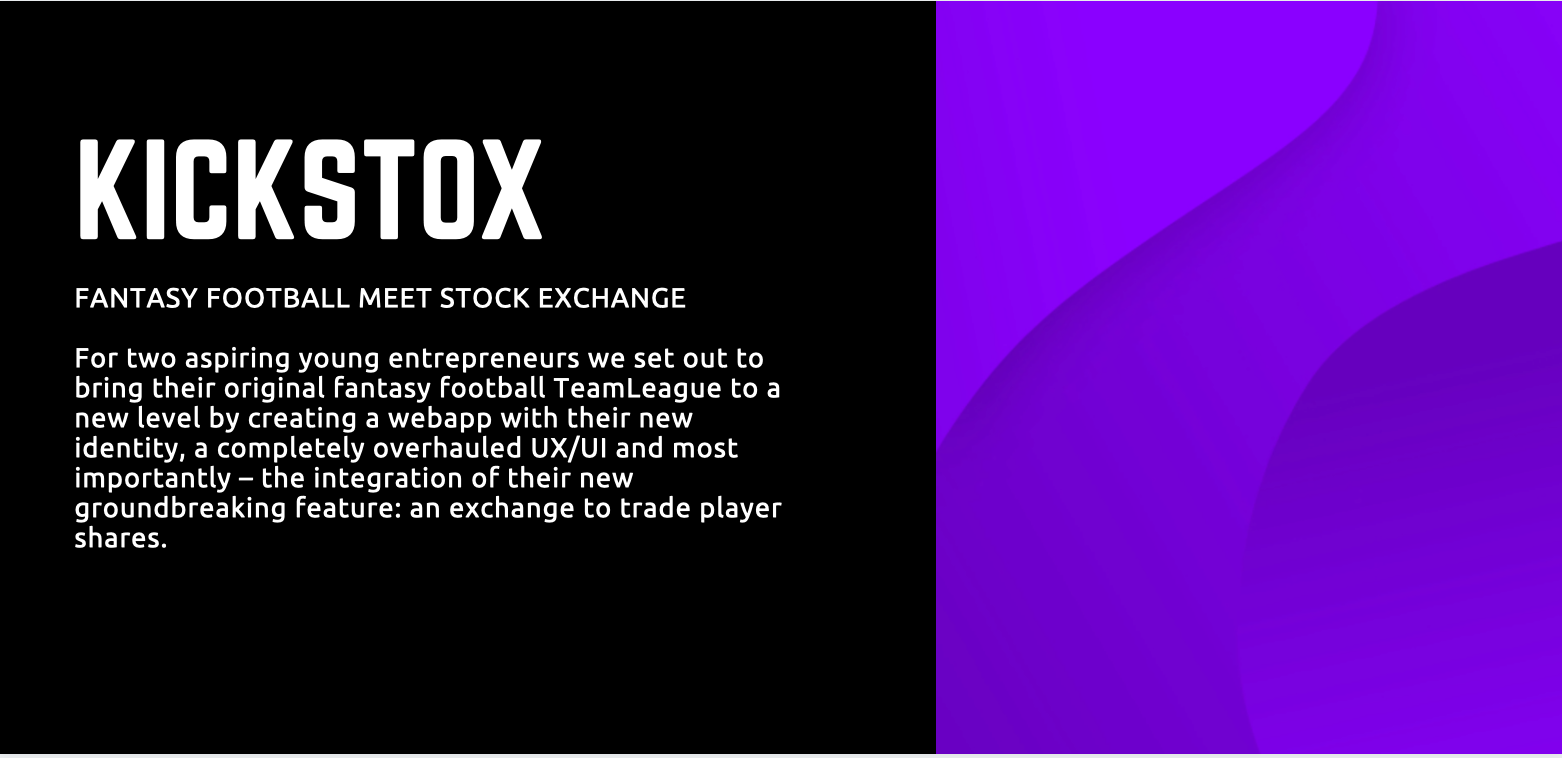 KICKSTOX
FANTASY FOOTBALL MEET STOCK EXCHANGE
For two aspiring young entrepreneurs we set out to
bring their original fantasy football TeamLeague to a
new level by creating a webapp with their new
identity, a completely overhauled UX/UI and most
importantly – the integration of their new
groundbreaking feature: an exchange to trade player
shares.